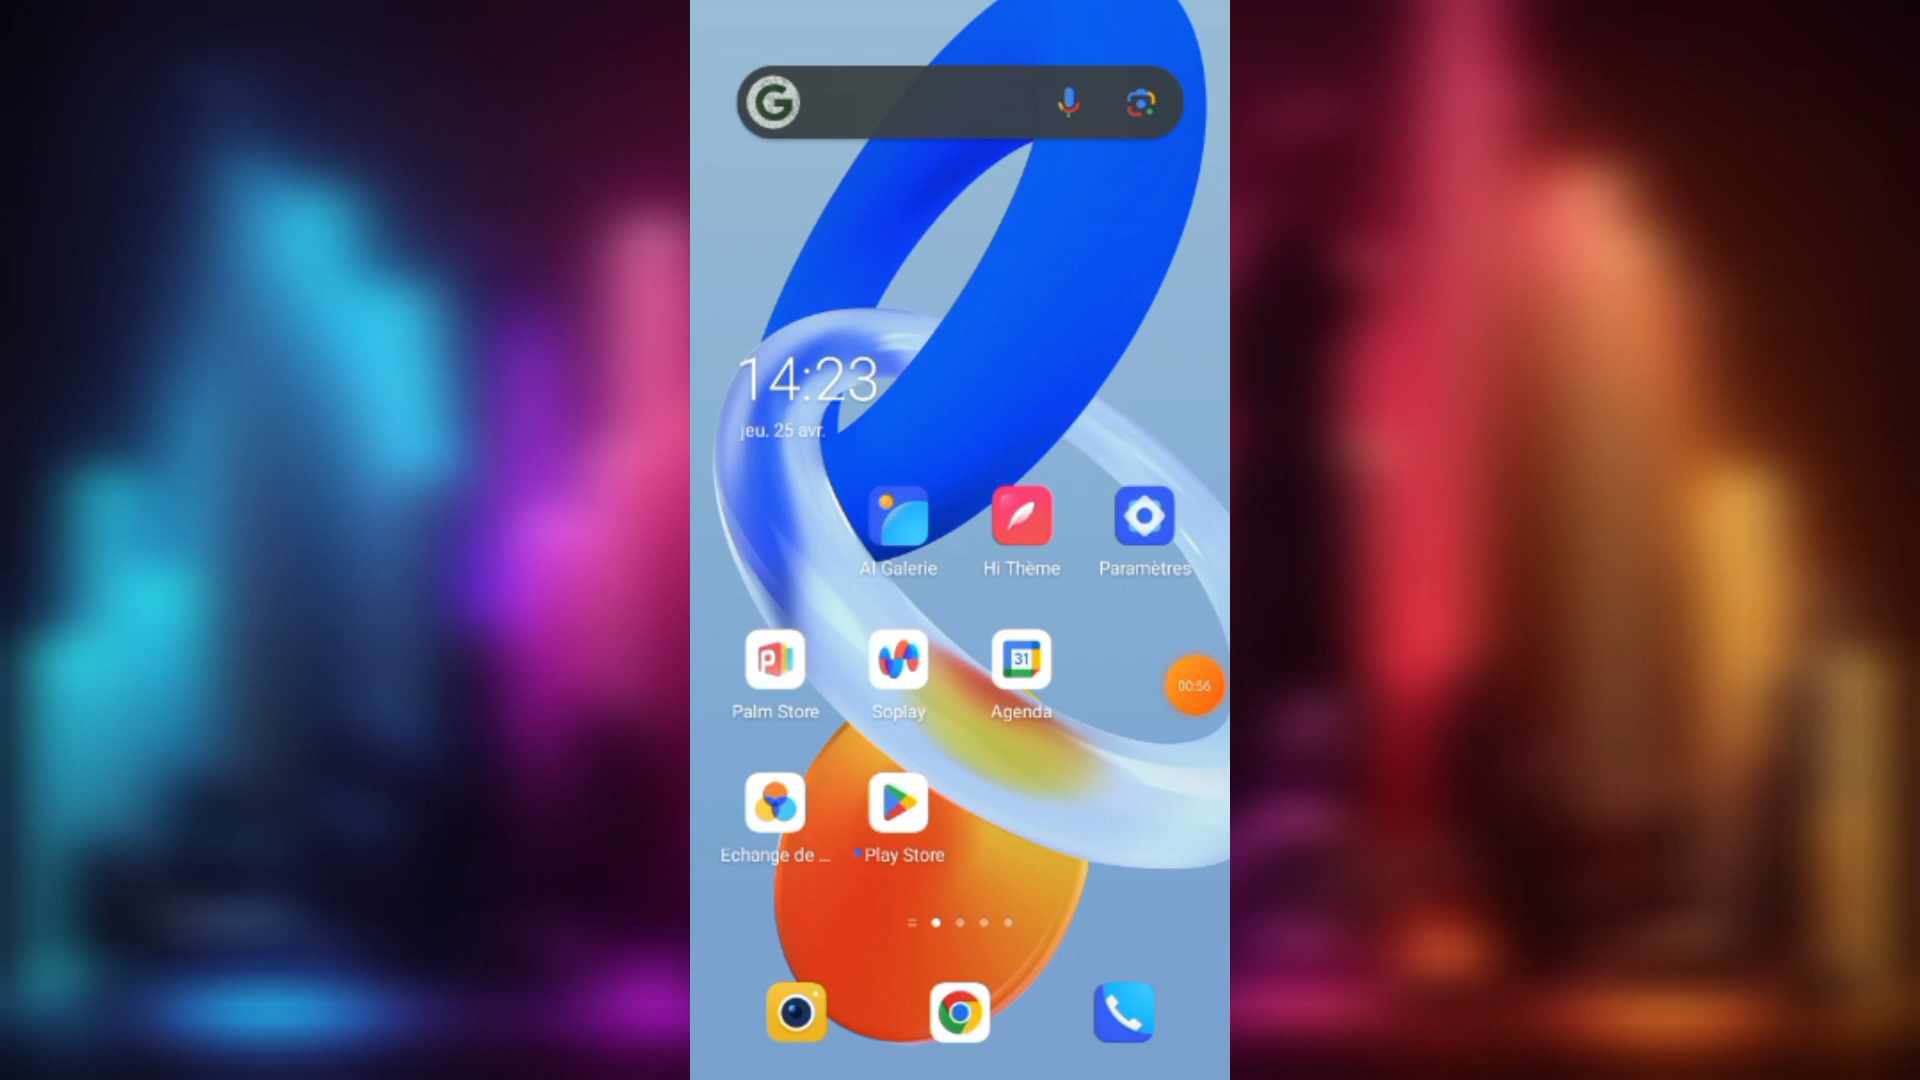 G
14:23
jeu. 25 avr.
AI Galerie
Hi Thème
Paramètres
Palm Store
Soplay
31
Agenda
00:56
Echange de ...
Play Store